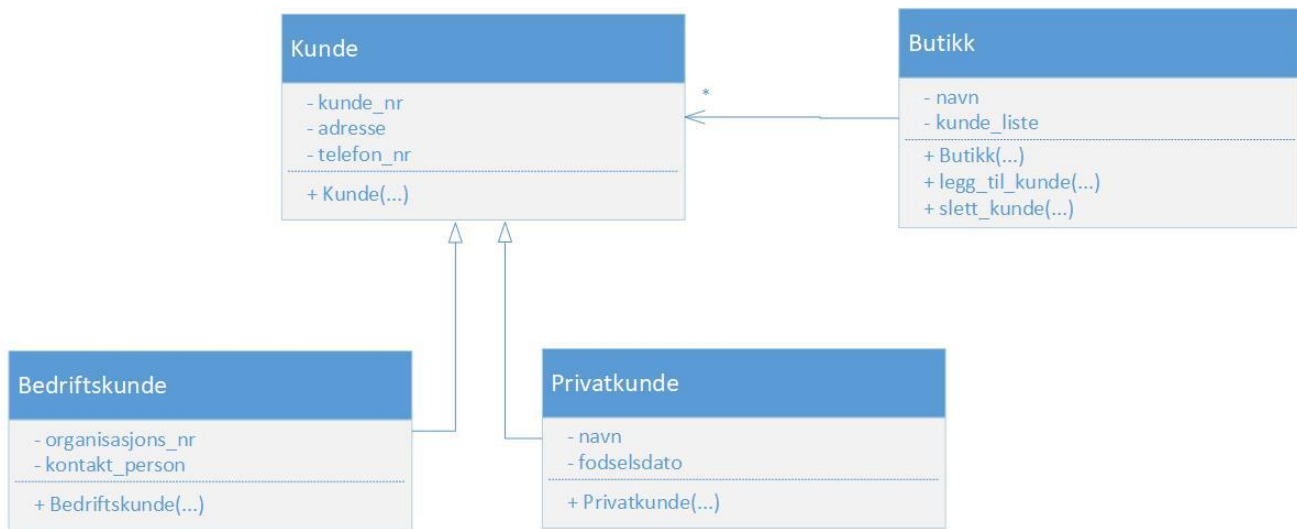 Kunde
- kunde_nr
- adresse
- telefon_nr
+ Kunde(...)
*
Butikk
- navn
- kunde_liste
+ Butikk(...)
+ legg_til_kunde(...)
+ slett_kunde(...)
Bedriftskunde
- organisasjons_nr
- kontakt_person
+ Bedriftskunde(...)
Privatkunde
- navn
- fodselsdato
+ Privatkunde(...)